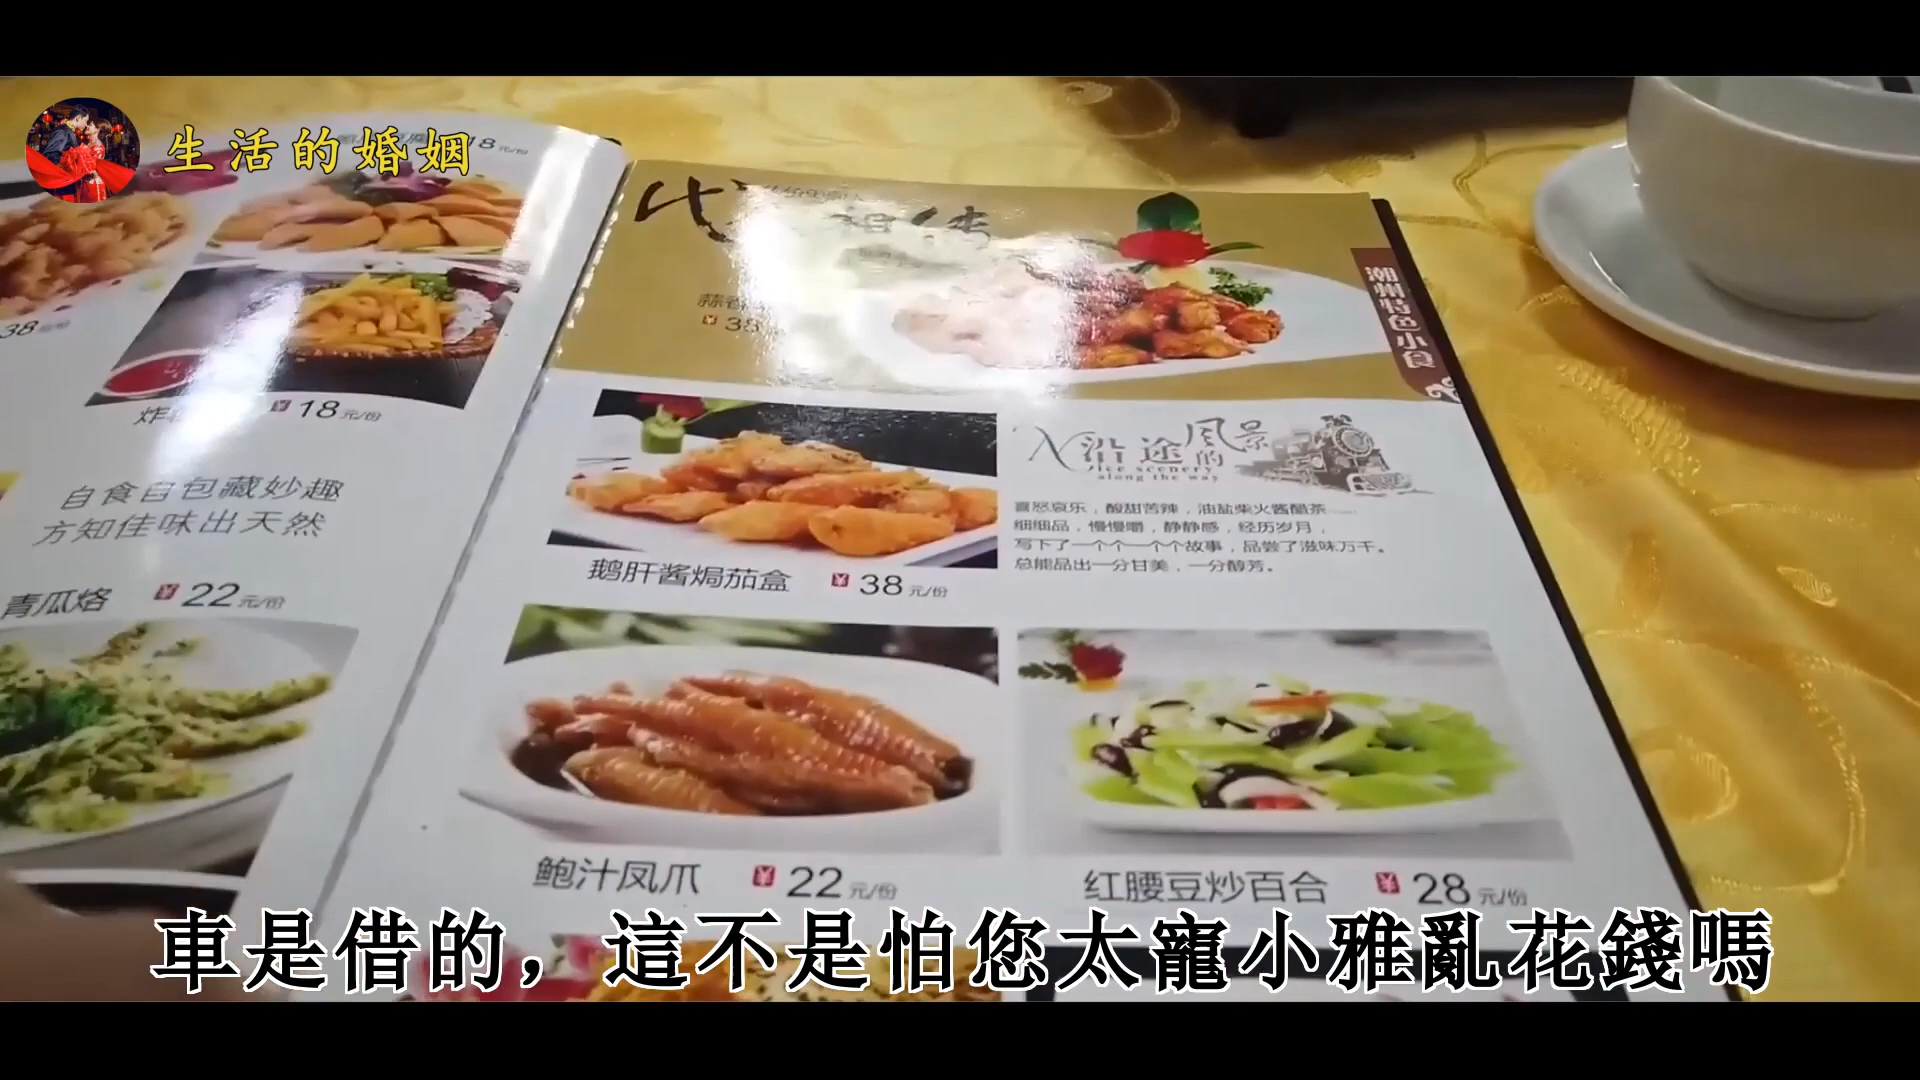 生活的婚姻
18元/份
38元/份
18元/份
自食自包藏妙趣
方知佳味出天然
青瓜烙 ¥22元/份
代
相传
¥38
潮州特色小食
鹅肝酱焗茄盒 ¥38元/份
沿途的风景
ice scenery
along the way
喜怒哀乐，酸甜苦辣，油盐柴火酱醋茶……
细细品，慢慢嚼，静静感，经历岁月，
写下了一个个一个个故事，品尝了滋味万千。
总能品出一分甘美，一分醇芳。
鲍汁凤爪 ¥22元/份
红腰豆炒百合 ¥28元/份
車是借的，這不是怕您太寵小雅亂花錢嗎